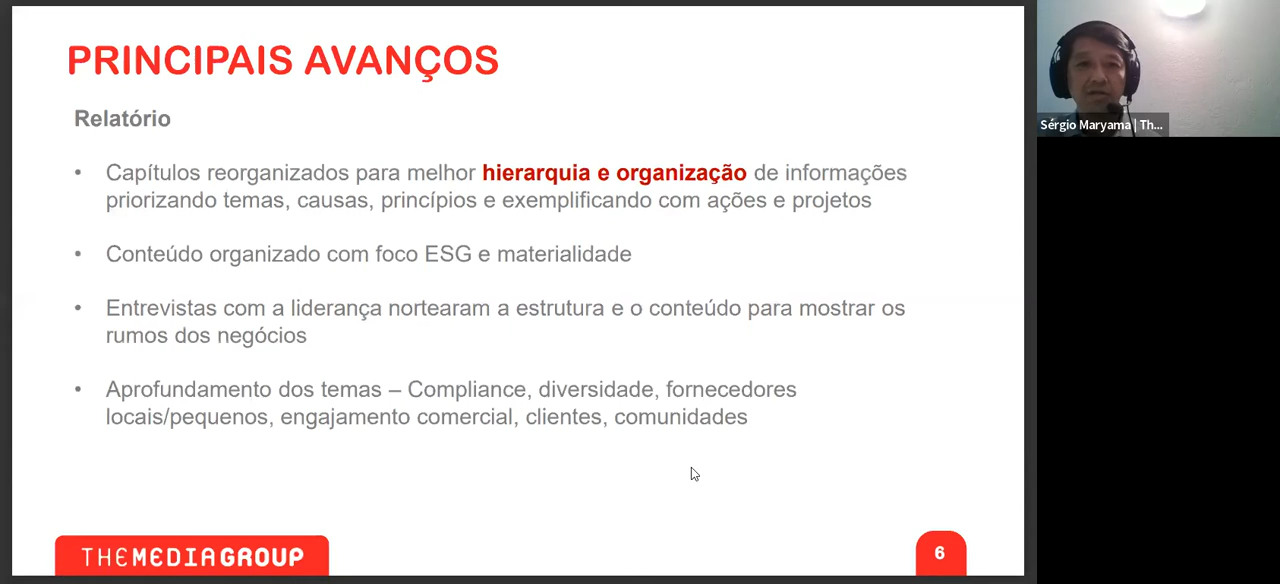 PRINCIPAIS AVANÇOS
Relatório
• Capítulos reorganizados para melhor hierarquia e organização de informações
priorizando temas, causas, princípios e exemplificando com ações e projetos
• Conteúdo organizado com foco ESG e materialidade
• Entrevistas com a liderança nortearam a estrutura e o conteúdo para mostrar os
rumos dos negócios
• Aprofundamento dos temas – Compliance, diversidade, fornecedores
locais/pequenos, engajamento comercial, clientes, comunidades
THEMEDIAGROUP
6
Sérgio Maryama | Th...